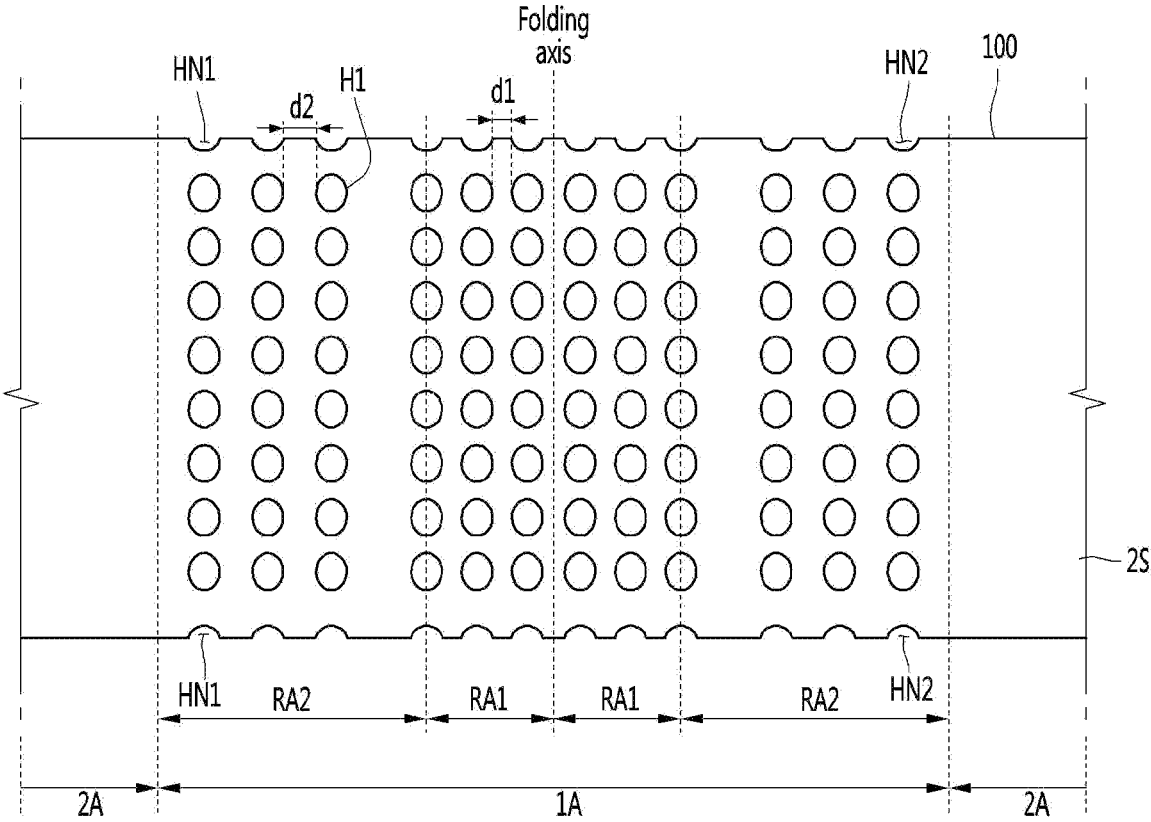 Folding
axis
HN1
H1
d2
d1
HN2
100
2S
HN1
RA2
RA1
RA1
RA2
HN2
2A
1A
2A